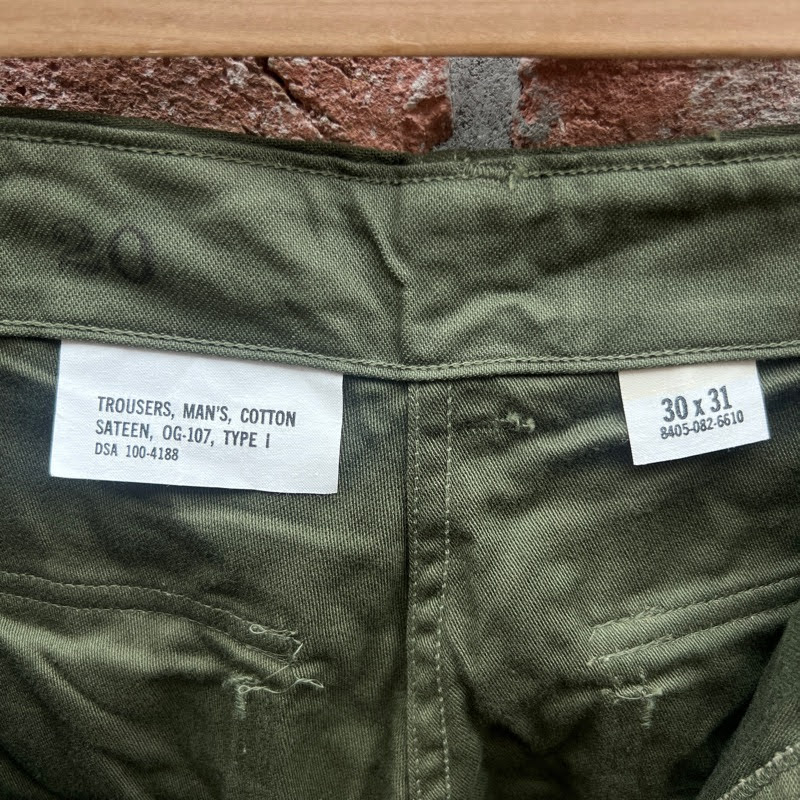 TROUSERS, MAN'S, COTTON
SATEEN, OG-107, TYPE I
DSA 100-4188
30 x 31
8405-082-6610